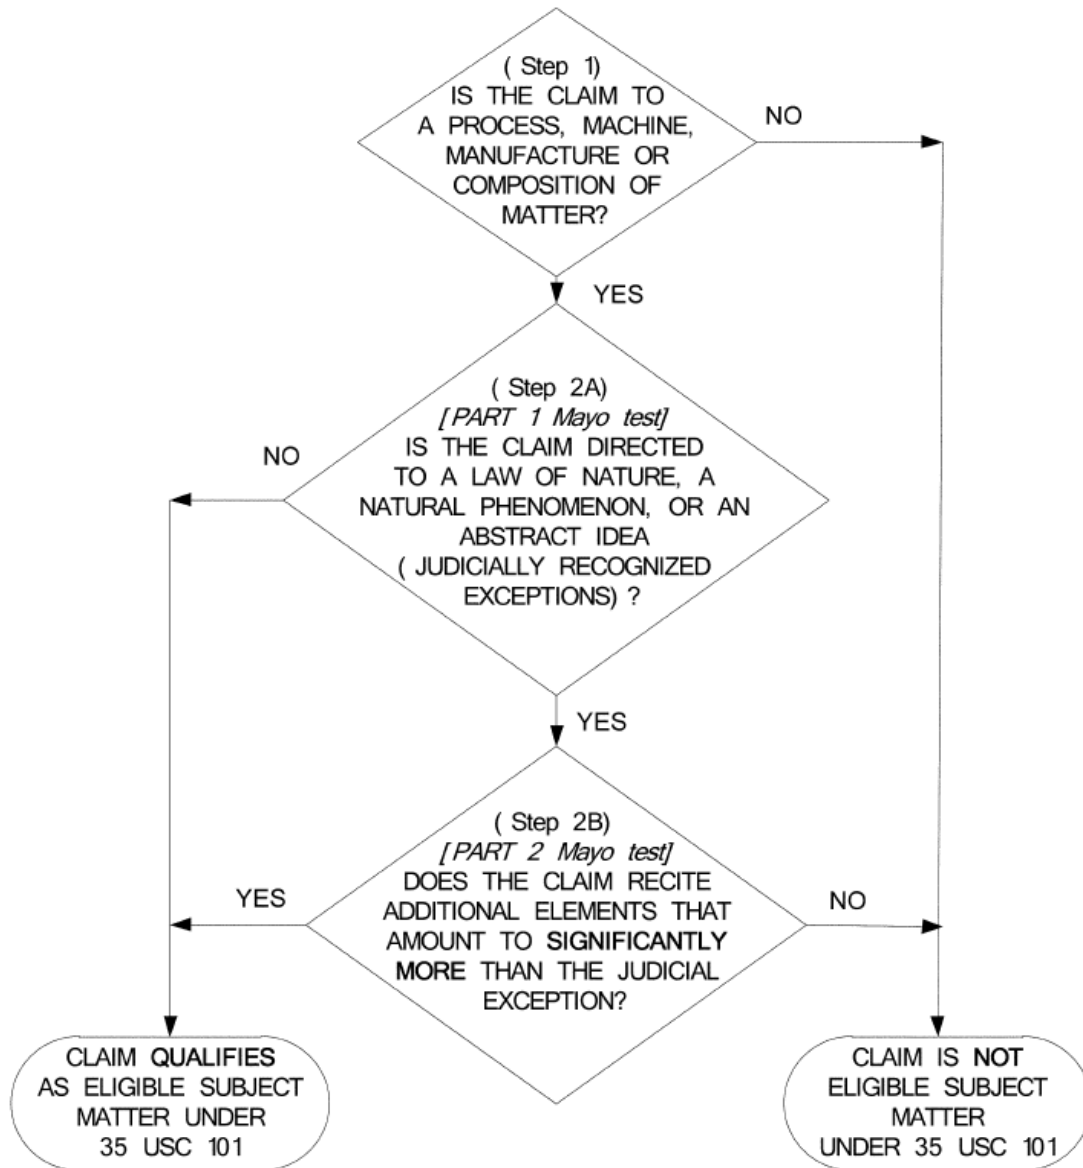 ( Step 1)
IS THE CLAIM TO
A PROCESS, MACHINE,
MANUFACTURE OR
COMPOSITION OF
MATTER?
NO
YES
( Step 2A)
[PART 1 Mayo test]
IS THE CLAIM DIRECTED
TO A LAW OF NATURE, A
NATURAL PHENOMENON, OR AN
ABSTRACT IDEA
( JUDICIALLY RECOGNIZED
EXCEPTIONS) ?
NO
YES
( Step 2B)
[PART 2 Mayo test]
DOES THE CLAIM RECITE
ADDITIONAL ELEMENTS THAT
AMOUNT TO SIGNIFICANTLY
MORE THAN THE JUDICIAL
EXCEPTION?
YES
NO
CLAIM QUALIFIES
AS ELIGIBLE SUBJECT
MATTER UNDER
35 USC 101
CLAIM IS NOT
ELIGIBLE SUBJECT
MATTER
UNDER 35 USC 101